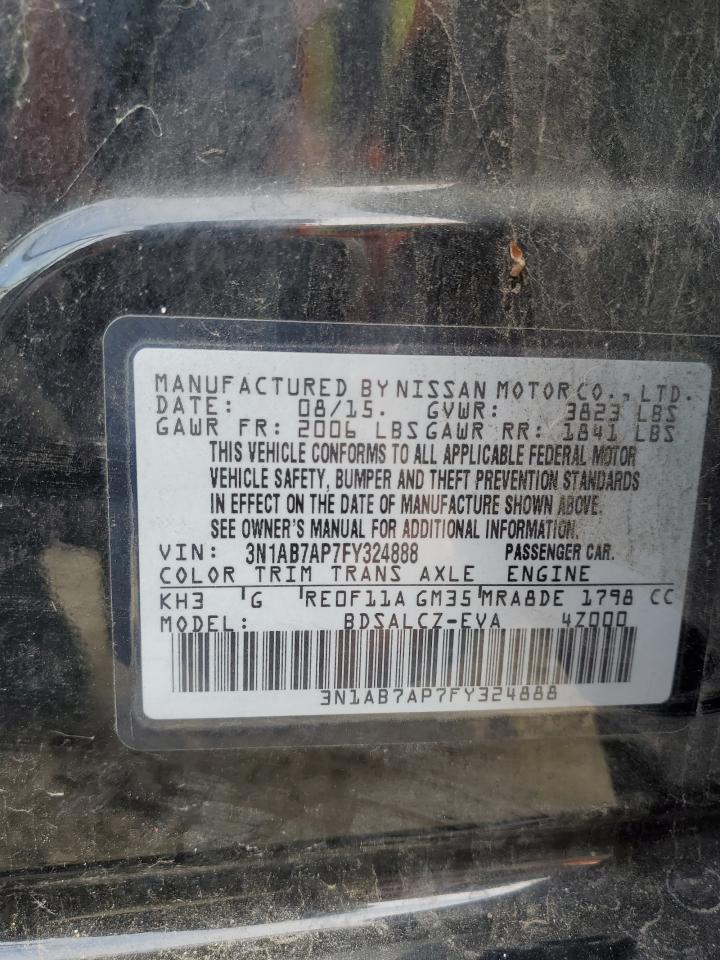 MANUFACTURED BY NISSAN MOTOR CO., LTD.
DATE: 08/15. GVWR: 3823 LBS
GAWR FR: 2006 LBS GAWR RR: 1841 LBS
THIS VEHICLE CONFORMS TO ALL APPLICABLE FEDERAL MOTOR
VEHICLE SAFETY, BUMPER AND THEFT PREVENTION STANDARDS
IN EFFECT ON THE DATE OF MANUFACTURE SHOWN ABOVE.
SEE OWNER'S MANUAL FOR ADDITIONAL INFORMATION.
VIN: 3N1AB7AP7FY324888 PASSENGER CAR.
COLOR TRIM TRANS AXLE ENGINE
KH3 'G 'RE0F11A GM35'MRA8DE 1798 CC
MODEL: BDSALCZ-EVA 4Z000
3N1AB7AP7FY324888